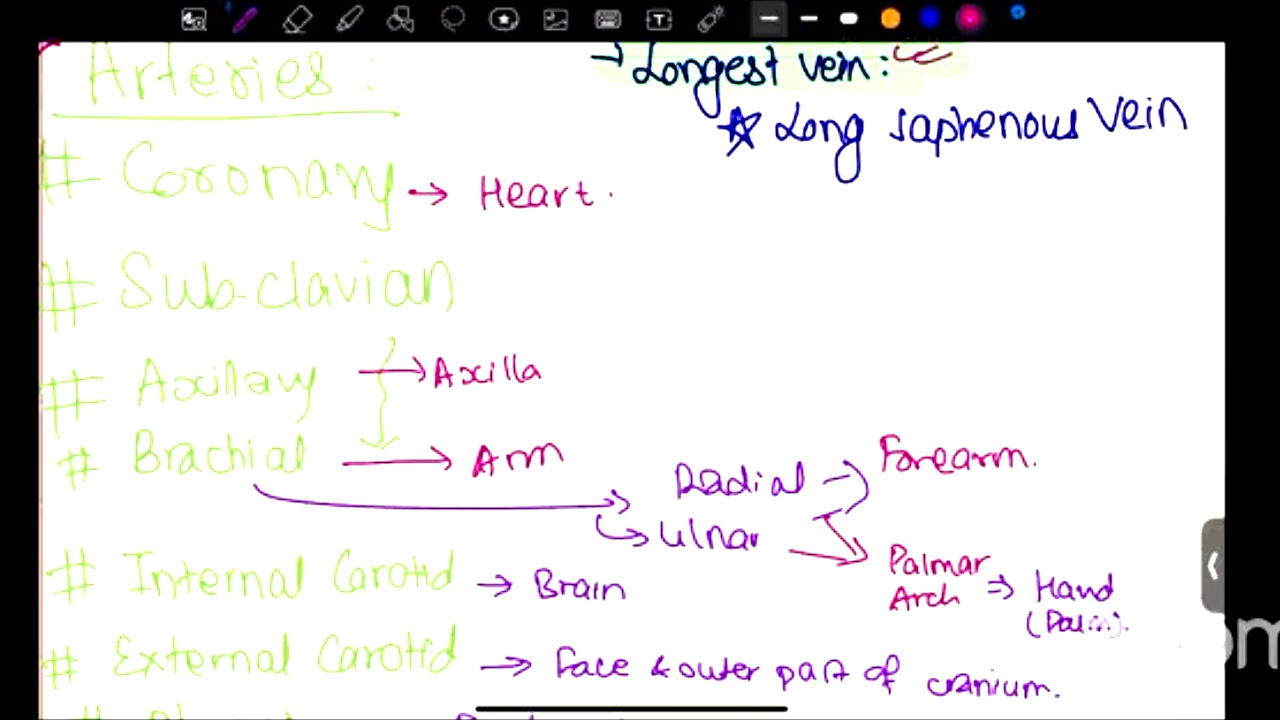 Arteries:
→ Longest vein:
☆ Long saphenous Vein
# Coronary → Heart.
# Sub-clavian
# Axillary → Axilla
# Brachial → Arm
Radial → Forearm.
↳ Ulnar → Palmar Arch ⇒ Hand (Palm).
# Internal Carotid → Brain
# External Carotid → Face & outer part of cranium.